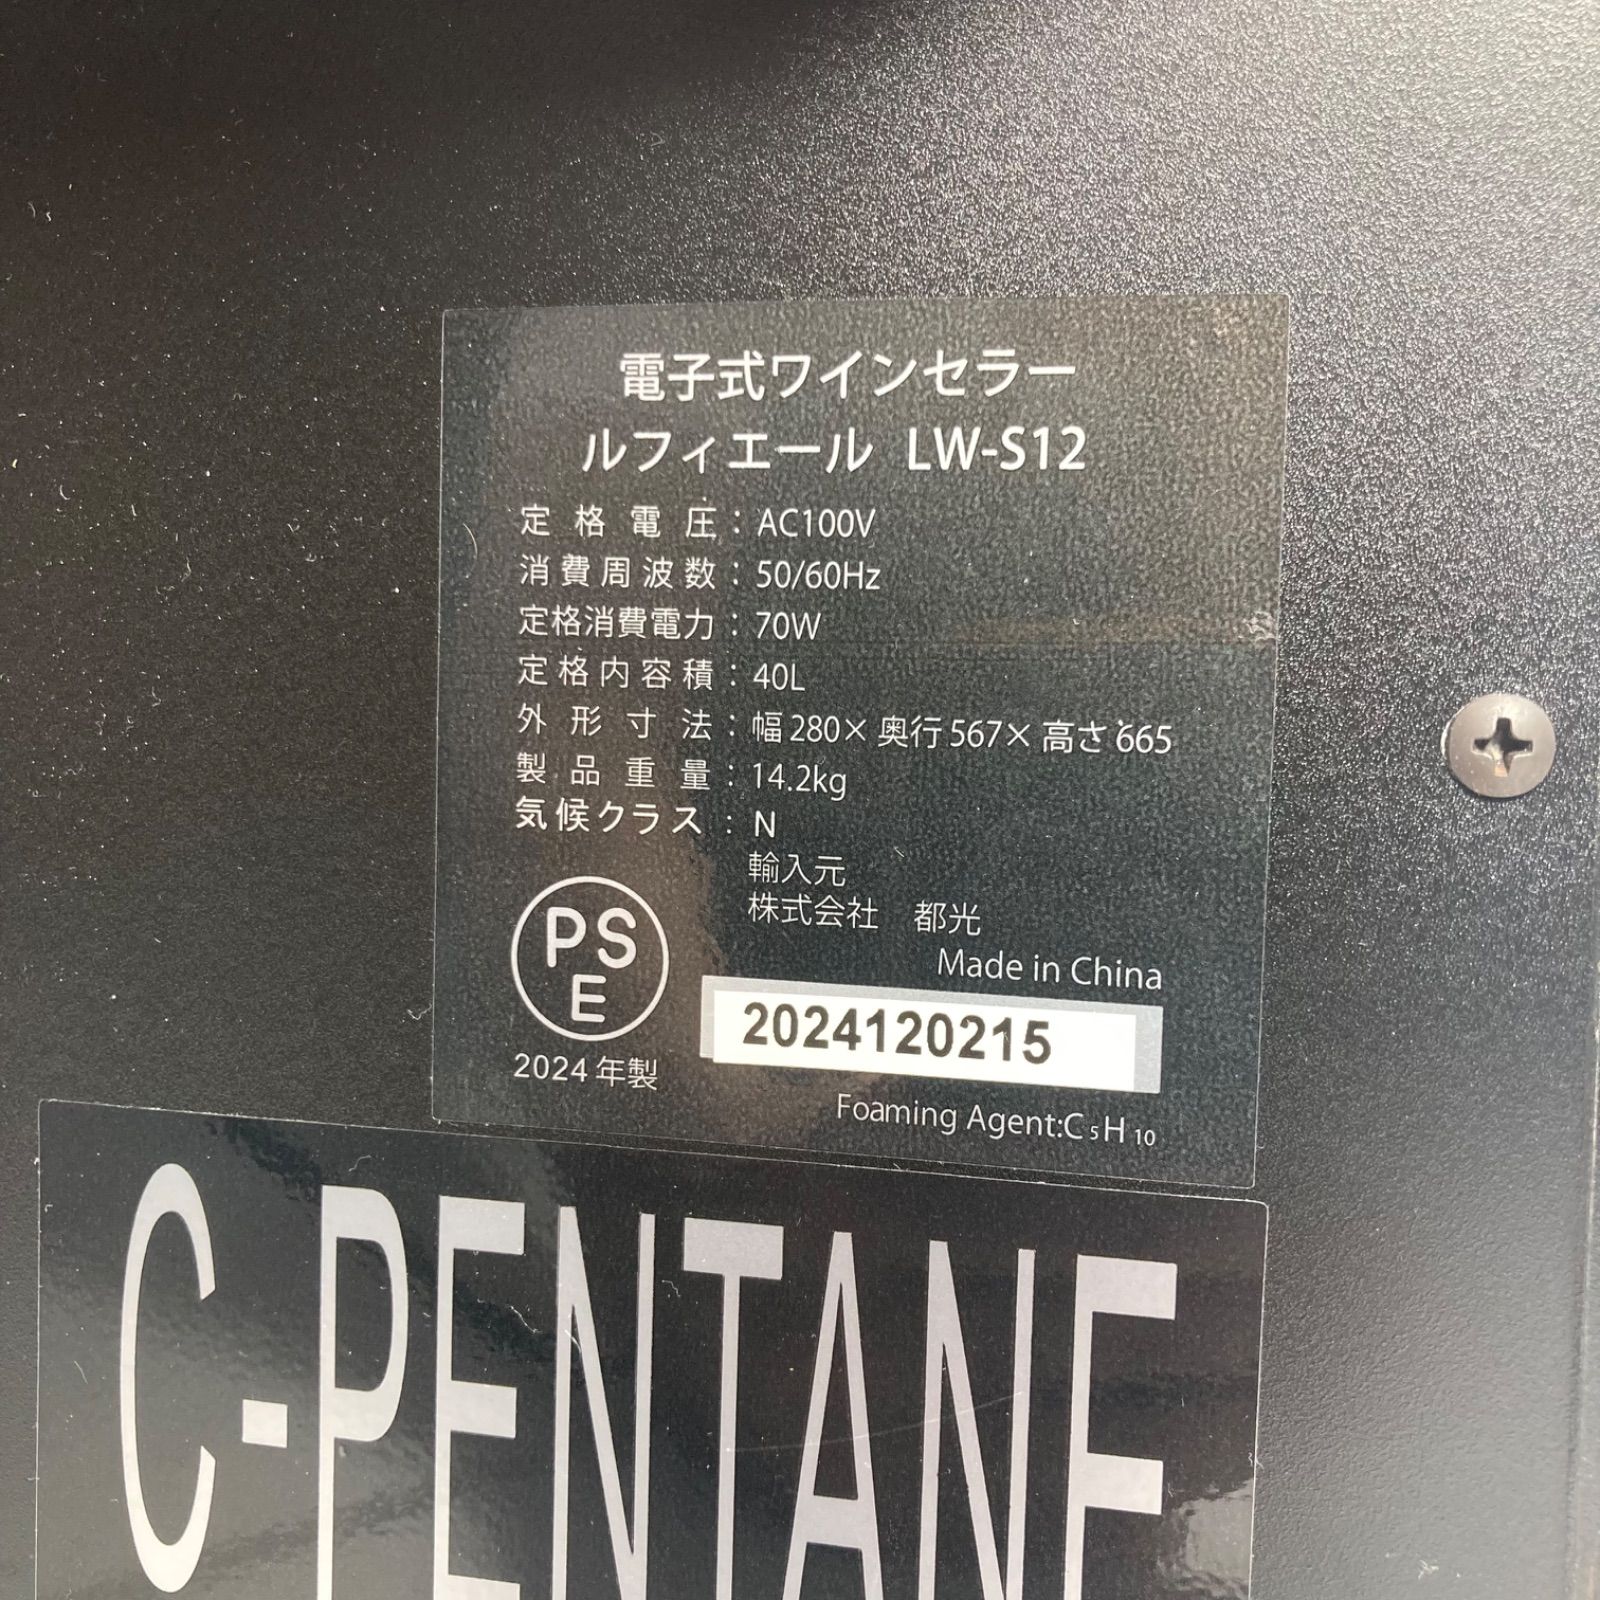 電子式ワインセラー
ルフィエール LW-S12
定格電圧：AC100V
消費周波数：50/60Hz
定格消費電力：70W
定格内容積：40L
外形寸法：幅280×奥行567×高さ665
製品重量：14.2kg
気候クラス：N
輸入元
株式会社 都光
Made in China
PS
E
2024年製
2024120215
Foaming Agent:C5H10
C-PENTANE